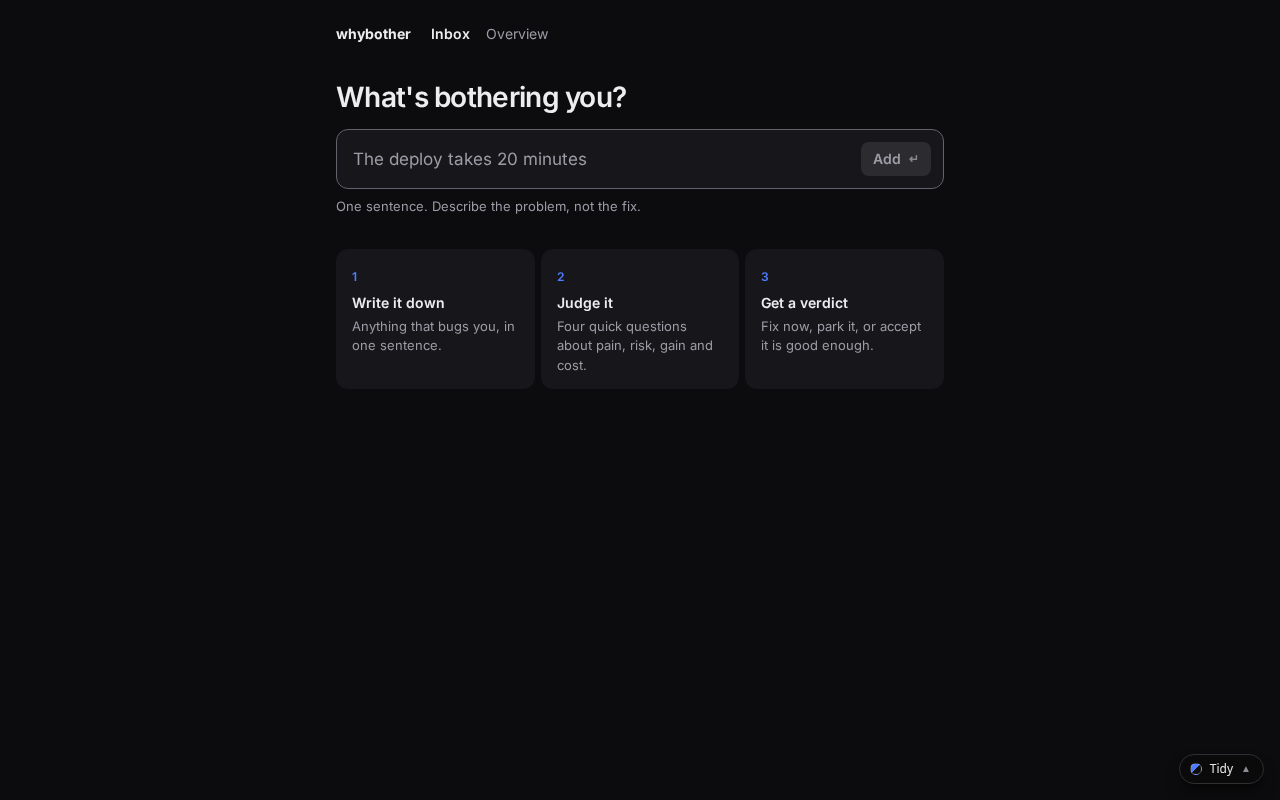 whybother Inbox Overview
What's bothering you?
The deploy takes 20 minutes
Add ↵
One sentence. Describe the problem, not the fix.
1
Write it down
Anything that bugs you, in
one sentence.
2
Judge it
Four quick questions
about pain, risk, gain and
cost.
3
Get a verdict
Fix now, park it, or accept
it is good enough.
Tidy ▲